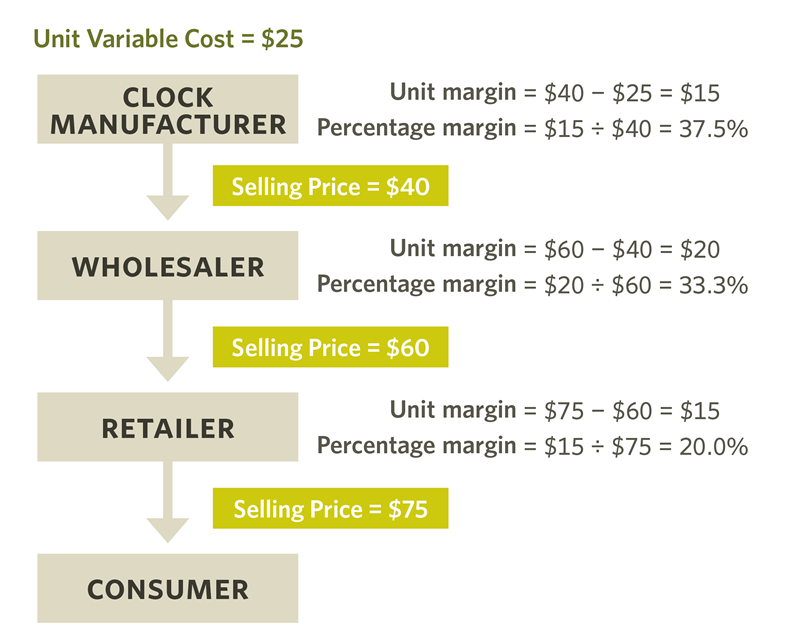 Unit Variable Cost = $25
CLOCK
MANUFACTURER
Unit margin = $40 − $25 = $15
Percentage margin = $15 ÷ $40 = 37.5%
Selling Price = $40
WHOLESALER
Unit margin = $60 − $40 = $20
Percentage margin = $20 ÷ $60 = 33.3%
Selling Price = $60
RETAILER
Unit margin = $75 − $60 = $15
Percentage margin = $15 ÷ $75 = 20.0%
Selling Price = $75
CONSUMER